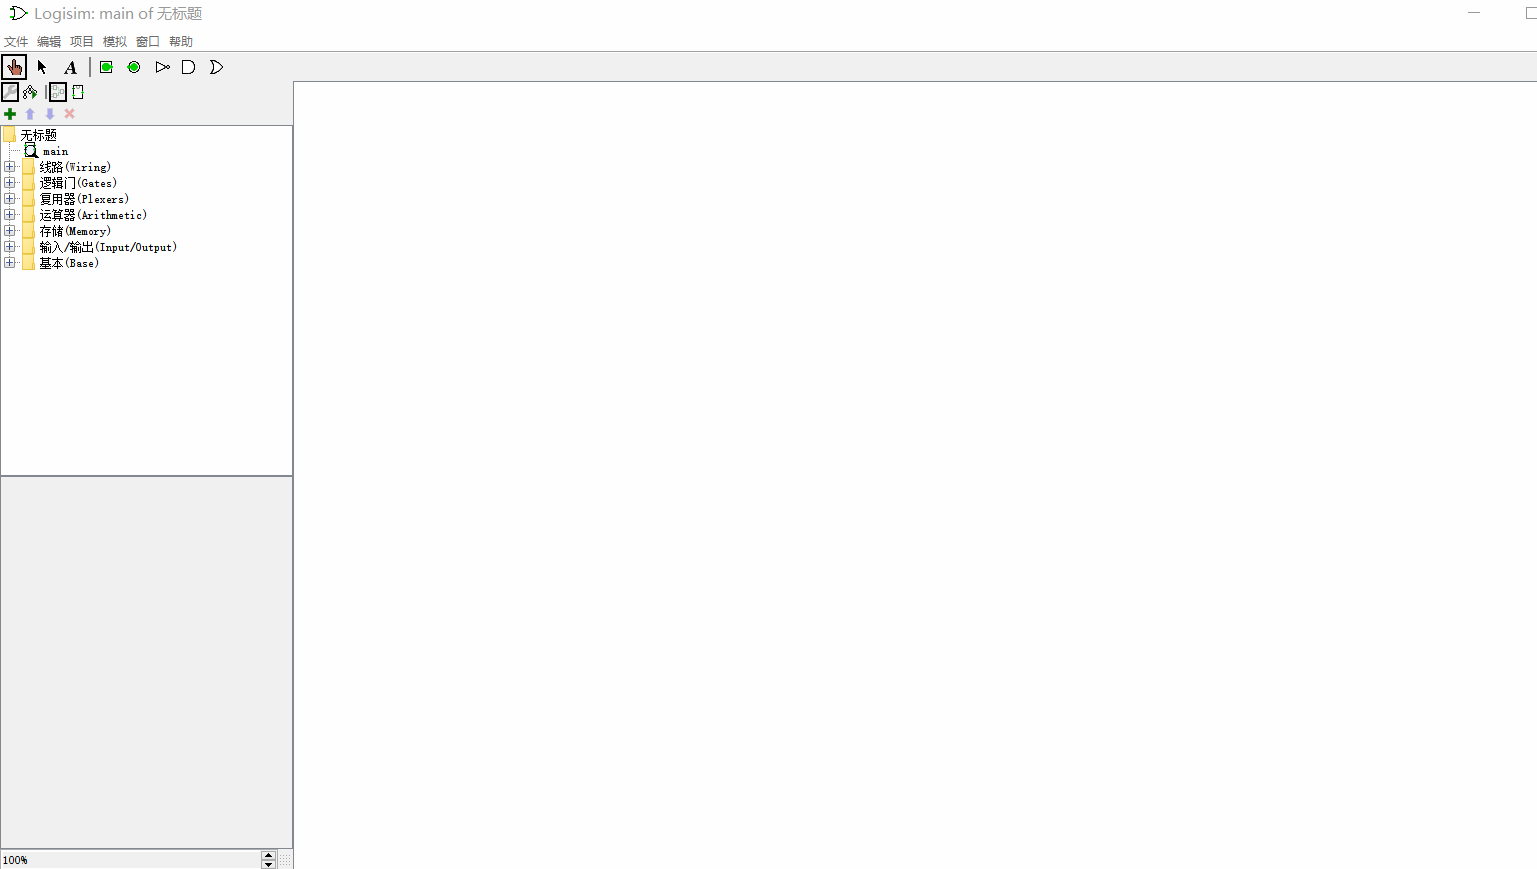 Logisim: main of 无标题
文件 编辑 项目 模拟 窗口 帮助
A
无标题
main
线路(Wiring)
逻辑门(Gates)
复用器(Plexers)
运算器(Arithmetic)
存储(Memory)
输入/输出(Input/Output)
基本(Base)
100%